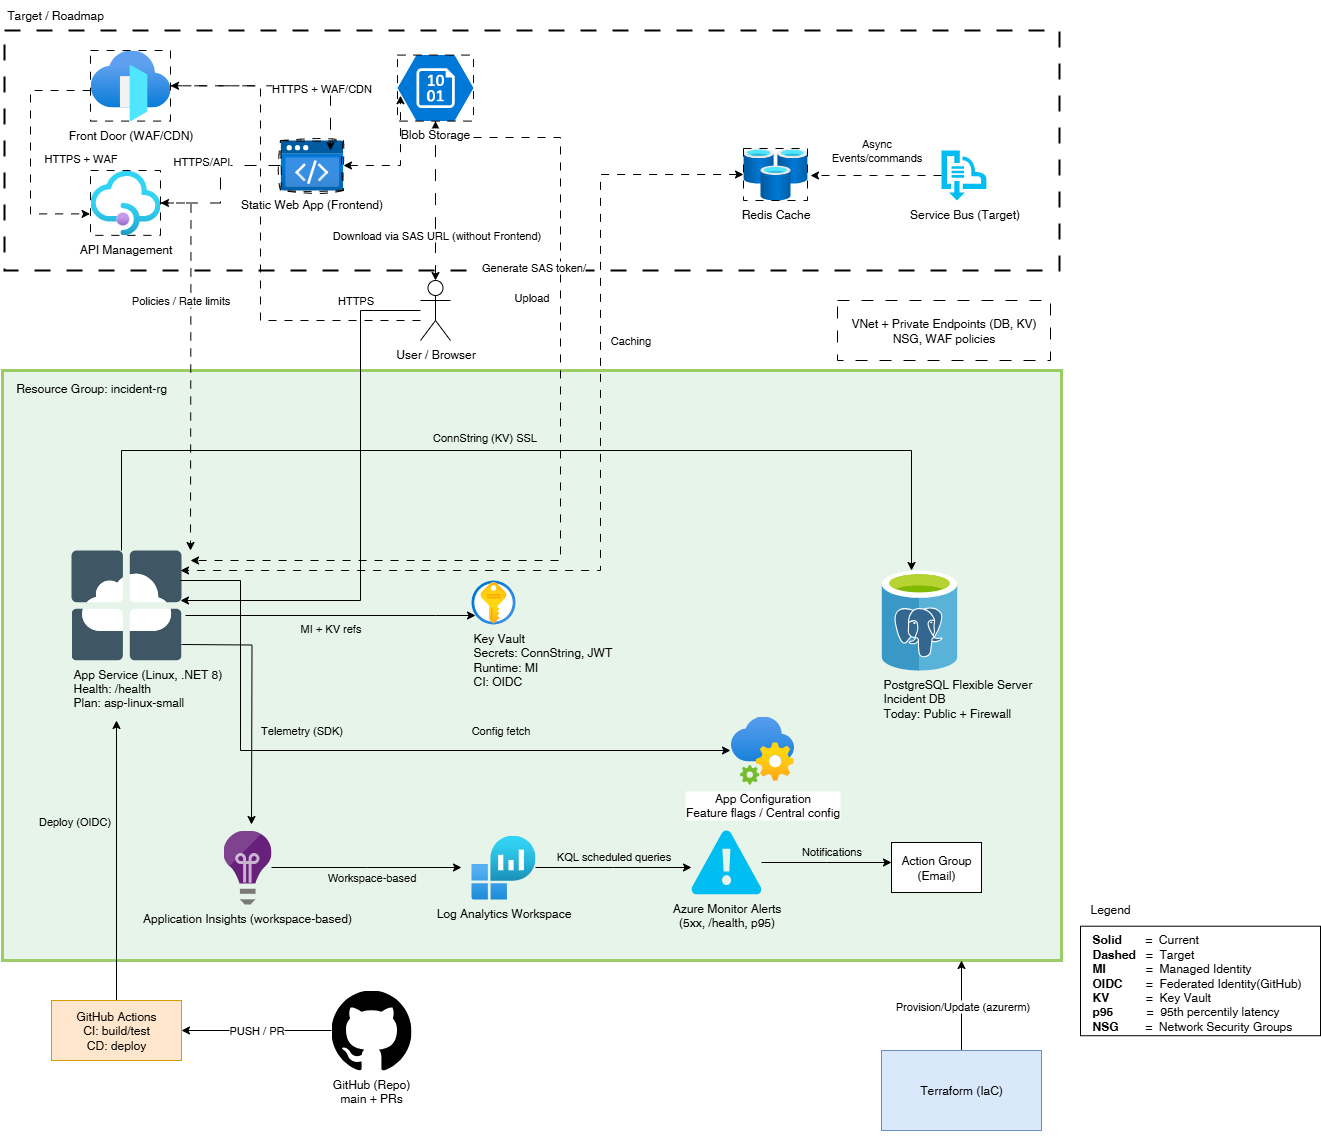 Target / Roadmap
10
01
HTTPS + WAF/CDN
Front Door (WAF/CDN)
Blob Storage
HTTPS + WAF
HTTPS/API
Async
Events/commands
Static Web App (Frontend)
Redis Cache
Service Bus (Target)
API Management
Download via SAS URL (without Frontend)
Generate SAS token/
Upload
Policies / Rate limits
HTTPS
VNet + Private Endpoints (DB, KV)
NSG, WAF policies
Caching
User / Browser
Resource Group: incident-rg
ConnString (KV) SSL
MI + KV refs
Key Vault
Secrets: ConnString, JWT
Runtime: MI
CI: OIDC
App Service (Linux, .NET 8)
Health: /health
Plan: asp-linux-small
PostgreSQL Flexible Server
Incident DB
Today: Public + Firewall
Telemetry (SDK)
Config fetch
App Configuration
Feature flags / Central config
Deploy (OIDC)
Workspace-based
KQL scheduled queries
Notifications
Action Group
(Email)
Application Insights (workspace-based)
Log Analytics Workspace
Azure Monitor Alerts
(5xx, /health, p95)
Legend
Solid = Current
Dashed = Target
MI = Managed Identity
OIDC = Federated Identity(GitHub)
KV = Key Vault
p95 = 95th percentily latency
NSG = Network Security Groups
GitHub Actions
CI: build/test
CD: deploy
PUSH / PR
GitHub (Repo)
main + PRs
Provision/Update (azurerm)
Terraform (IaC)